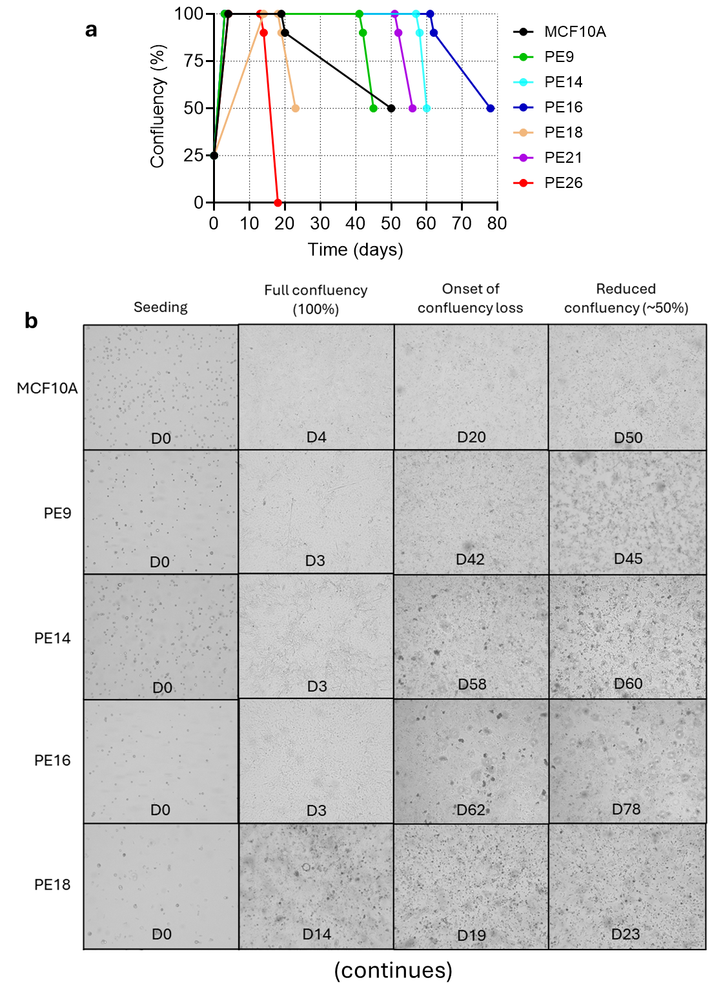 a
100
75
50
25
0
Confluency (%)
0 10 20 30 40 50 60 70 80
Time (days)
MCF10A
PE9
PE14
PE16
PE18
PE21
PE26
b
Seeding
Full confluency
(100%)
Onset of
confluency loss
Reduced
confluency (~50%)
MCF10A
D0
D4
D20
D50
PE9
D0
D3
D42
D45
PE14
D0
D3
D58
D60
PE16
D0
D3
D62
D78
PE18
D0
D14
D19
D23
(continues)